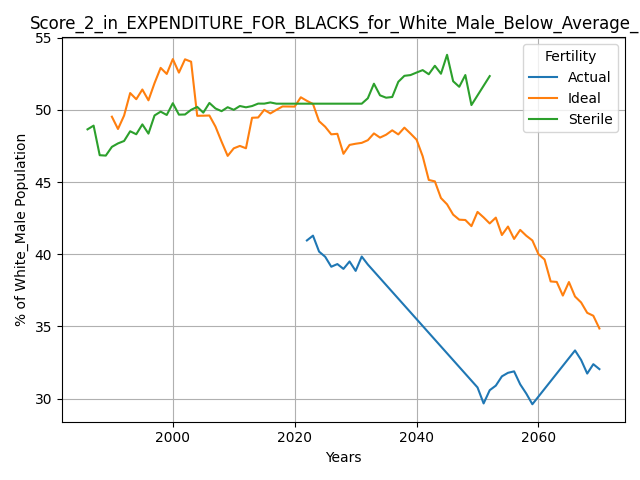 Score_2_in_EXPENDITURE_FOR_BLACKS_for_White_Male_Below_Average_
Fertility
Actual
Ideal
Sterile
% of White_Male Population
55
50
45
40
35
30
2000
2020
2040
2060
Years